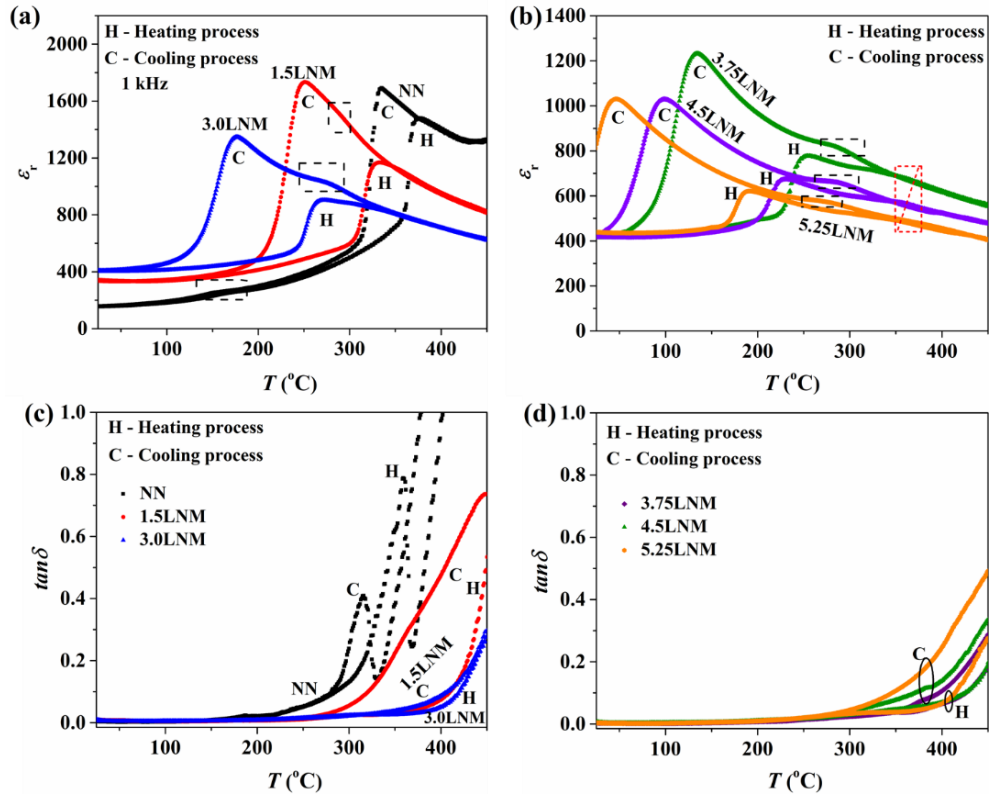 (a)
H - Heating process
C - Cooling process
1 kHz
1.5LNM
NN
3.0LNM
C
C
C
H
H
H
εr
2000
1600
1200
800
400
0
100 200 300 400
T (°C)
(b)
H - Heating process
C - Cooling process
3.75LNM
4.5LNM
5.25LNM
C
C
C
H
H
H
εr
1400
1200
1000
800
600
400
200
0
100 200 300 400
T (°C)
(c)
H - Heating process
C - Cooling process
NN
1.5LNM
3.0LNM
H
C
C
H
NN
1.5LNM
C
H
3.0LNM
tanδ
1.0
0.8
0.6
0.4
0.2
0.0
100 200 300 400
T (°C)
(d)
H - Heating process
C - Cooling process
3.75LNM
4.5LNM
5.25LNM
C
H
tanδ
1.0
0.8
0.6
0.4
0.2
0.0
100 200 300 400
T (°C)